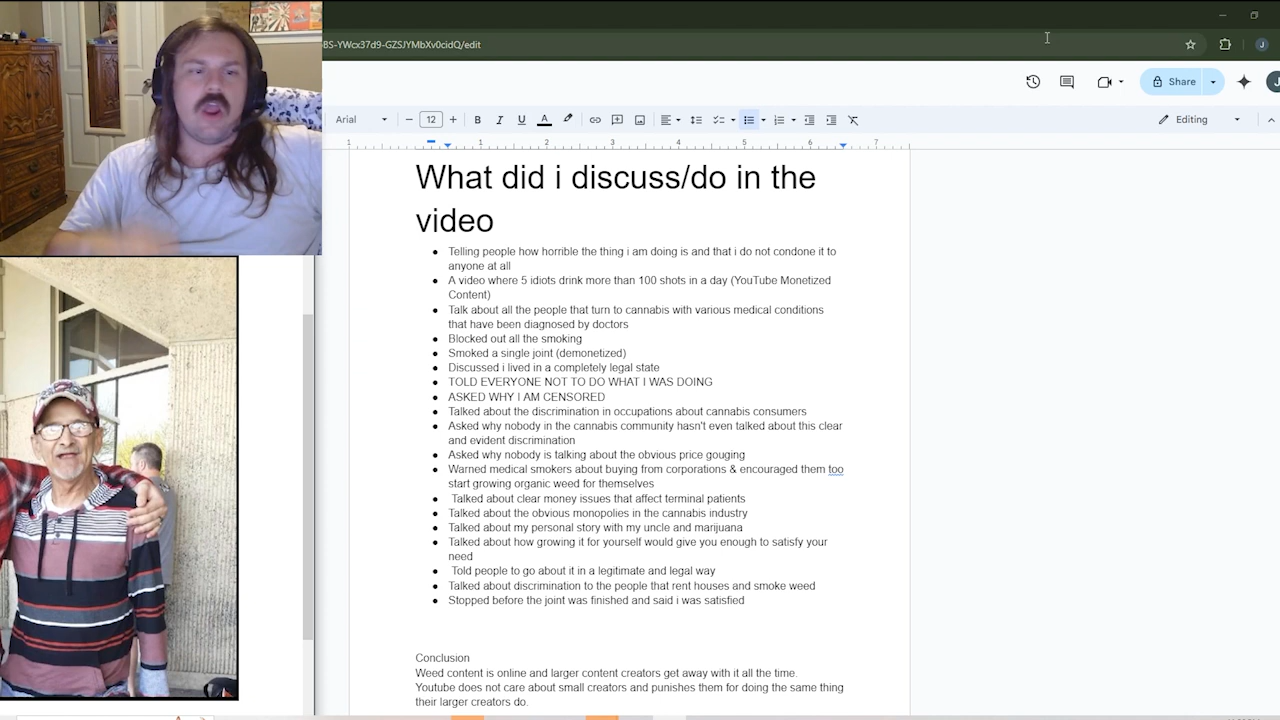 BS-YWcx37d9-GZSJYMbXv0cidQ/edit
J
Share
J
Arial
12
B I U A
Editing
1 1 2 3 4 5 6 7
What did i discuss/do in the
video
Telling people how horrible the thing i am doing is and that i do not condone it to
anyone at all
A video where 5 idiots drink more than 100 shots in a day (YouTube Monetized
Content)
Talk about all the people that turn to cannabis with various medical conditions
that have been diagnosed by doctors
Blocked out all the smoking
Smoked a single joint (demonetized)
Discussed i lived in a completely legal state
TOLD EVERYONE NOT TO DO WHAT I WAS DOING
ASKED WHY I AM CENSORED
Talked about the discrimination in occupations about cannabis consumers
Asked why nobody in the cannabis community hasn't even talked about this clear
and evident discrimination
Asked why nobody is talking about the obvious price gouging
Warned medical smokers about buying from corporations & encouraged them too
start growing organic weed for themselves
Talked about clear money issues that affect terminal patients
Talked about the obvious monopolies in the cannabis industry
Talked about my personal story with my uncle and marijuana
Talked about how growing it for yourself would give you enough to satisfy your
need
Told people to go about it in a legitimate and legal way
Talked about discrimination to the people that rent houses and smoke weed
Stopped before the joint was finished and said i was satisfied
Conclusion
Weed content is online and larger content creators get away with it all the time.
Youtube does not care about small creators and punishes them for doing the same thing
their larger creators do.